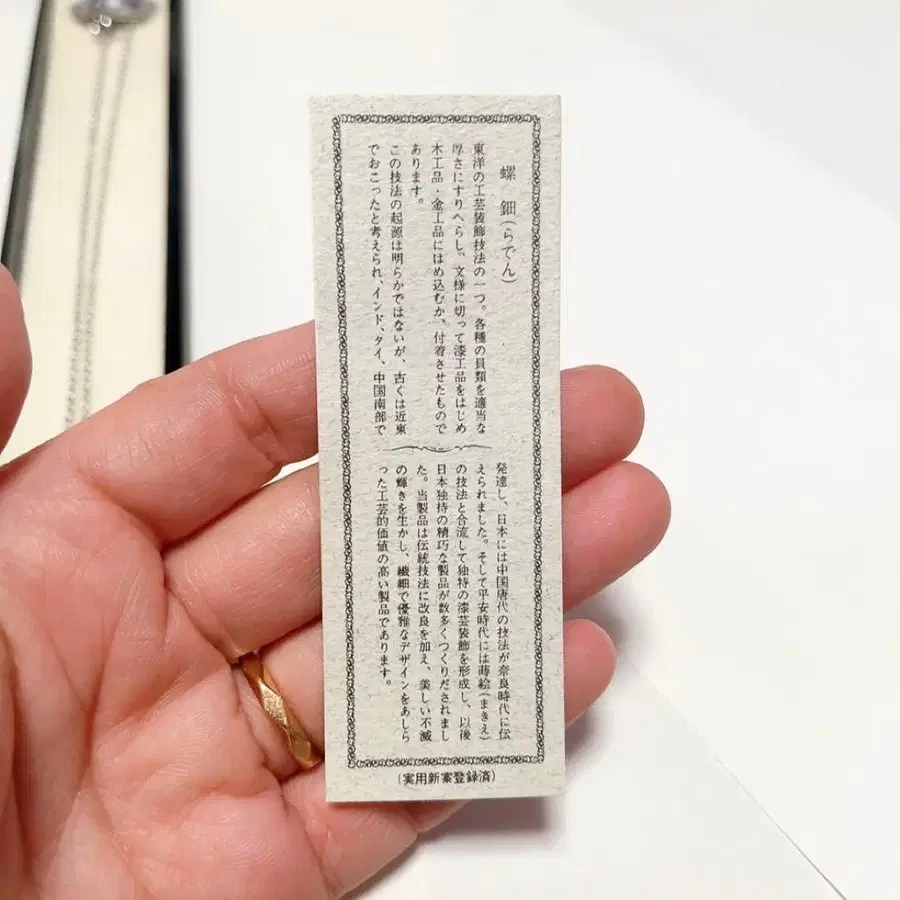 螺鈿(らでん)
東洋の工芸装飾技法の一つ。各種の貝類を適当な
厚さにすりへらし、文様に切って漆工品をはじめ
木工品・金工品にはめ込むか、付着させたもので
あります。
この技法の起源は明らかではないが、古くは近東
でおこったと考えられ、インド、タイ、中国南部で
発達し、日本には中国唐代の技法が奈良時代に伝
えられました。そして平安時代には蒔絵(まきえ)
の技法と合流して独特の漆芸装飾を形成し、以後
日本独特の精巧な製品が数多くつくりだされまし
た。当製品は伝統技法に改良を加え、美しい不滅
の輝きを生かし、繊細で優雅なデザインをあしら
った工芸的価値の高い製品であります。
(実用新案登録済)